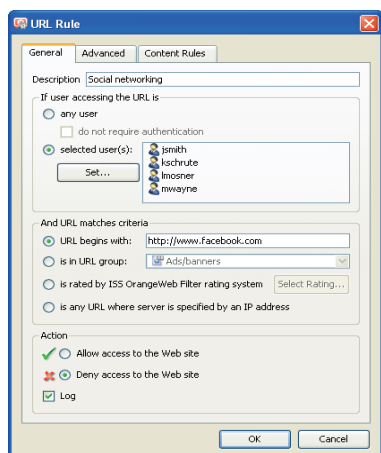 URL Rule
General Advanced Content Rules
Description Social networking
If user accessing the URL is
any user
do not require authentication
selected user(s):
Set...
jsmith
kschrute
lmosner
mwayne
And URL matches criteria
URL begins with: http://www.facebook.com
is in URL group: Ads/banners
is rated by ISS OrangeWeb Filter rating system Select Rating...
is any URL where server is specified by an IP address
Action
Allow access to the Web site
Deny access to the Web site
Log
OK Cancel